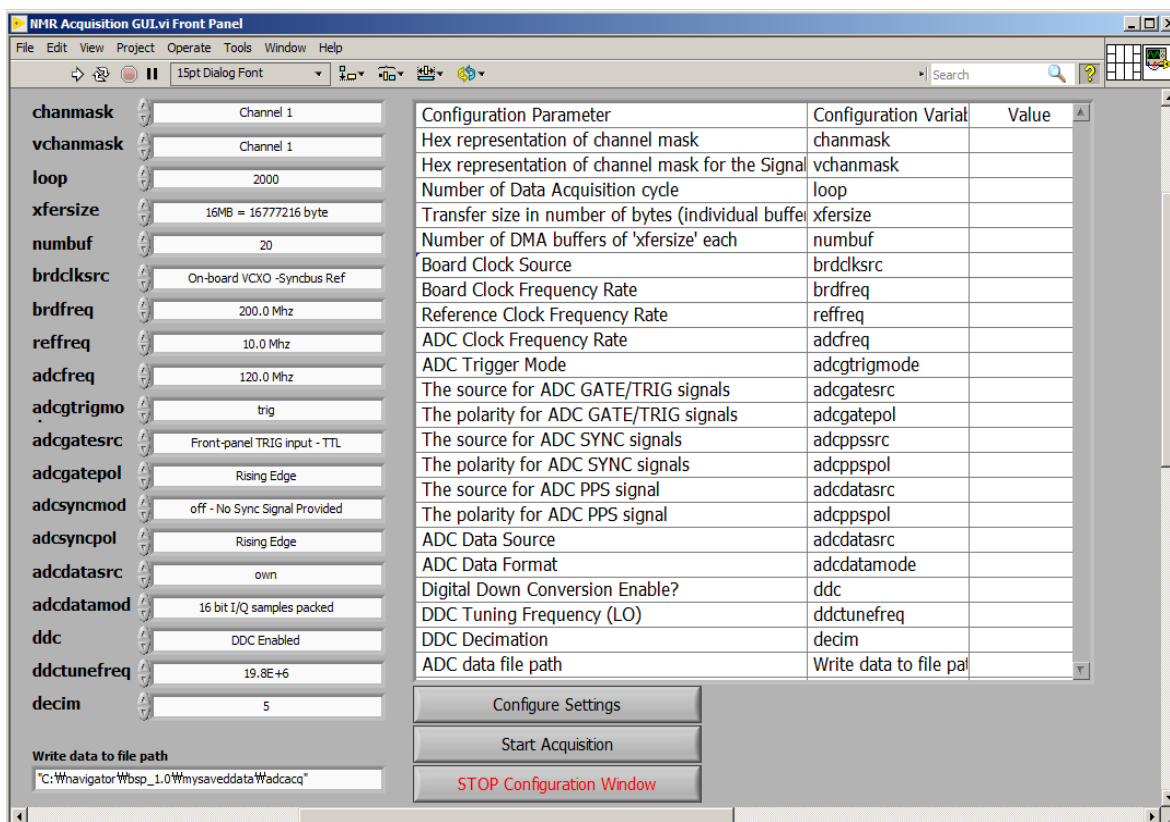 NMR Acquisition GUI.vi Front Panel
File Edit View Project Operate Tools Window Help
15pt Dialog Font
Search
chanmask Channel 1
vchanmask Channel 1
loop 2000
xfersize 16MB = 16777216 byte
numbuf 20
brdclksrc On-board VCXO -Syncbus Ref
brdfreq 200.0 Mhz
reffreq 10.0 Mhz
adcfreq 120.0 Mhz
adcgtrigmo trig
adcgatesrc Front-panel TRIG input - TTL
adcgatepol Rising Edge
adcsyncmod off - No Sync Signal Provided
adcsyncpol Rising Edge
adcdatasrc own
adcdatamod 16 bit I/Q samples packed
ddc DDC Enabled
ddctunefreq 19.8E+6
decim 5
Write data to file path
"C:₩navigator₩bsp_1.0₩mysaveddata₩adcacq"
Configuration Parameter Configuration Variab Value
Hex representation of channel mask chanmask
Hex representation of channel mask for the Signal vchanmask
Number of Data Acquisition cycle loop
Transfer size in number of bytes (individual buffer xfersize
Number of DMA buffers of 'xfersize' each numbuf
Board Clock Source brdclksrc
Board Clock Frequency Rate brdfreq
Reference Clock Frequency Rate reffreq
ADC Clock Frequency Rate adcfreq
ADC Trigger Mode adcgtrigmode
The source for ADC GATE/TRIG signals adcgatesrc
The polarity for ADC GATE/TRIG signals adcgatepol
The source for ADC SYNC signals adcppssrc
The polarity for ADC SYNC signals adcppspol
The source for ADC PPS signal adcdatasrc
The polarity for ADC PPS signal adcppspol
ADC Data Source adcdatasrc
ADC Data Format adcdatamode
Digital Down Conversion Enable? ddc
DDC Tuning Frequency (LO) ddctunefreq
DDC Decimation decim
ADC data file path Write data to file pat
Configure Settings
Start Acquisition
STOP Configuration Window